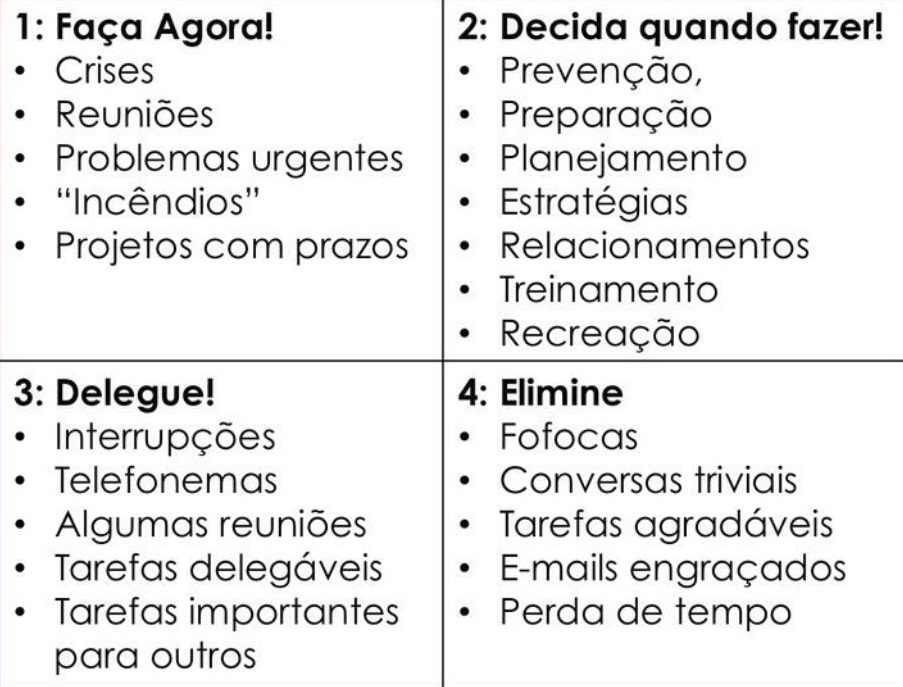 1: Faça Agora!
• Crises
• Reuniões
• Problemas urgentes
• “Incêndios”
• Projetos com prazos
2: Decida quando fazer!
• Prevenção,
• Preparação
• Planejamento
• Estratégias
• Relacionamentos
• Treinamento
• Recreação
3: Delegue!
• Interrupções
• Telefonemas
• Algumas reuniões
• Tarefas delegáveis
• Tarefas importantes
para outros
4: Elimine
• Fofocas
• Conversas triviais
• Tarefas agradáveis
• E-mails engraçados
• Perda de tempo